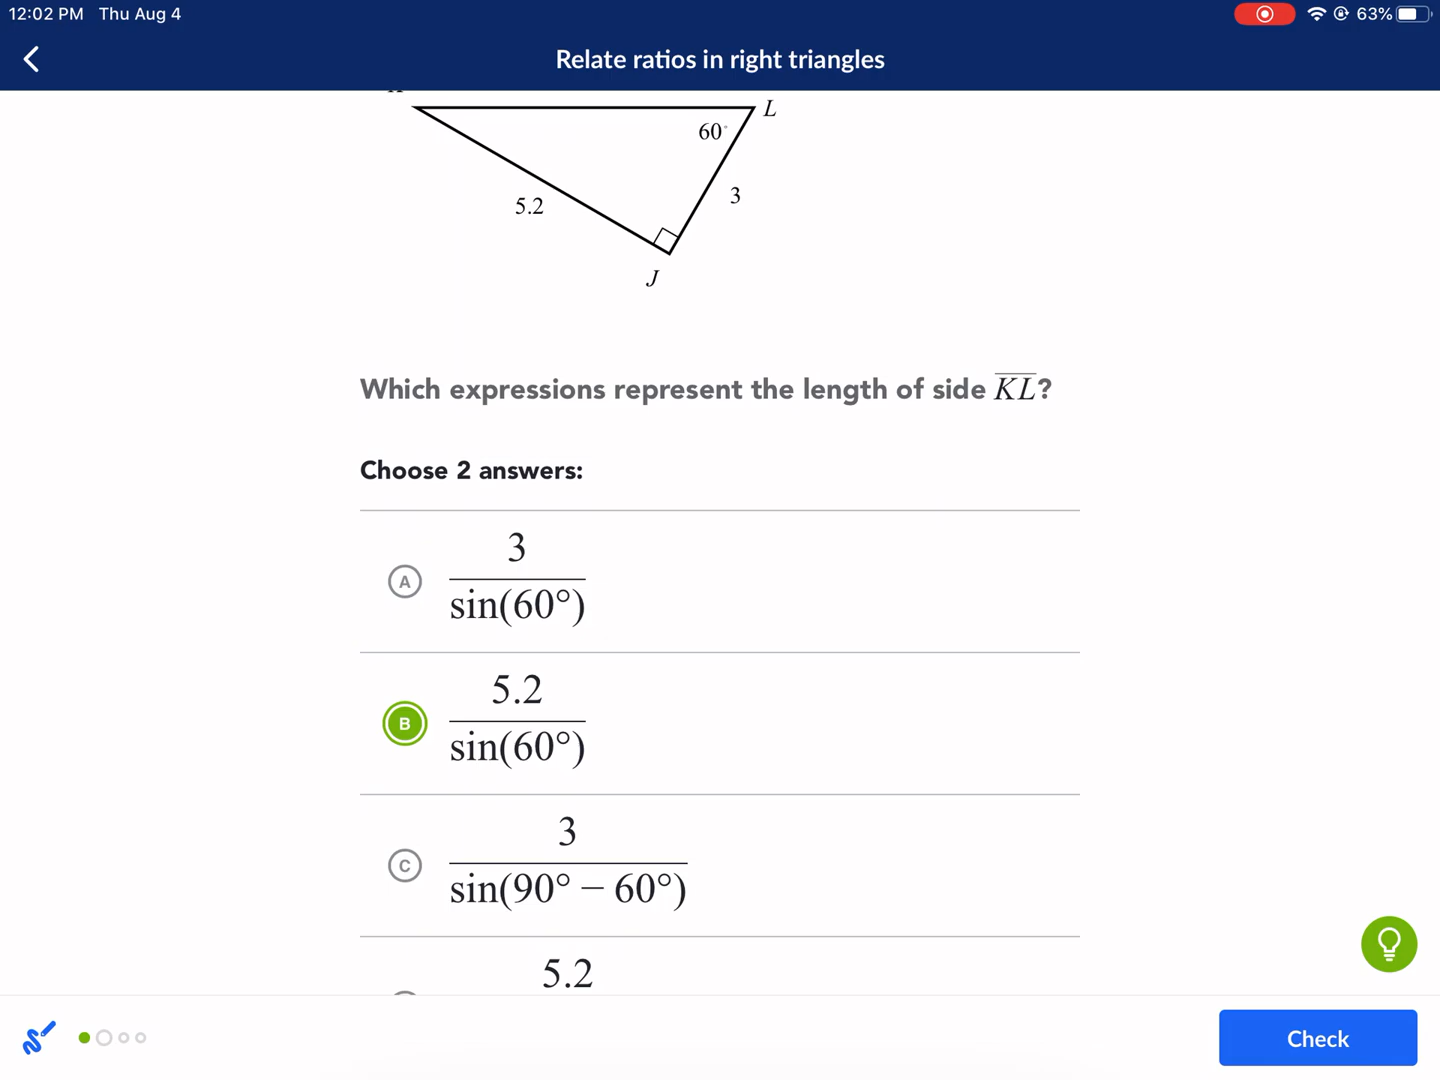 12:02 PM Thu Aug 4
63%
Relate ratios in right triangles
L
60°
5.2
3
J
Which expressions represent the length of side KL?
Choose 2 answers:
A
3
sin(60°)
B
5.2
sin(60°)
C
3
sin(90° − 60°)
5.2
Check